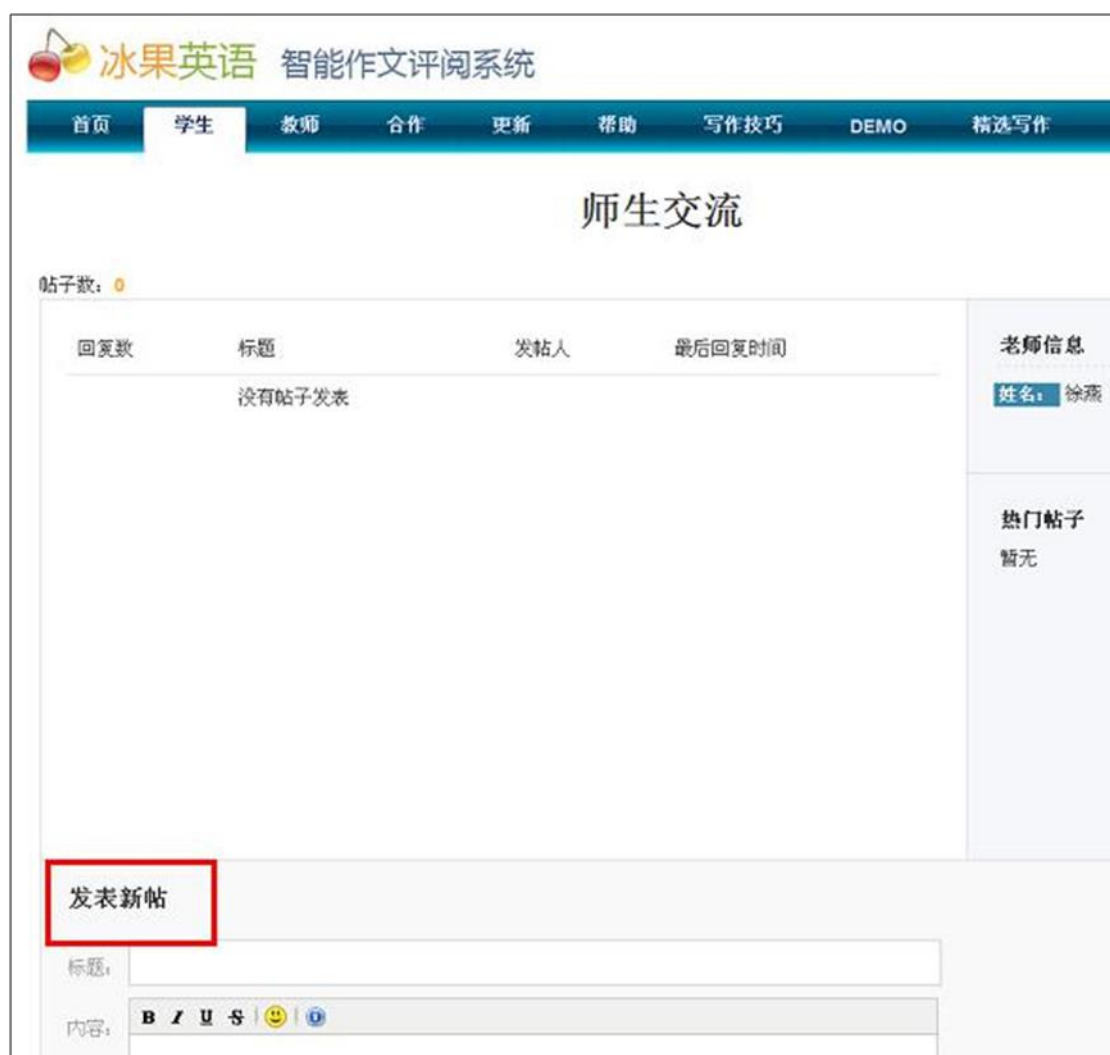 冰果英语 智能作文评阅系统
首页 学生 教师 合作 更新 帮助 写作技巧 DEMO 精选写作
师生交流
帖子数：0
回复数 标题 发帖人 最后回复时间
没有帖子发表
老师信息
姓名： 徐燕
热门帖子
暂无
发表新帖
标题：
内容： B I U S